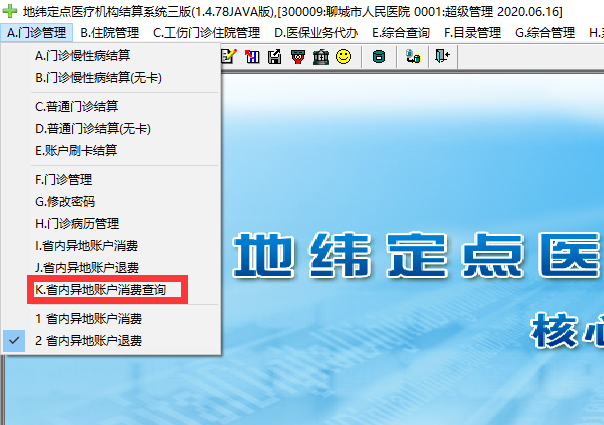 地纬定点医疗机构结算系统三版(1.4.78JAVA版),[300009:聊城市人民医院 0001:超级管理 2020.06.16]
A.门诊管理 B.住院管理 C.工伤门诊住院管理 D.医保业务代办 E.综合查询 F.目录管理 G.综合管理 H.
A.门诊慢性病结算
B.门诊慢性病结算(无卡)
C.普通门诊结算
D.普通门诊结算(无卡)
E.账户刷卡结算
F.门诊管理
G.修改密码
H.门诊病历管理
I.省内异地账户消费
J.省内异地账户退费
K.省内异地账户消费查询
1 省内异地账户消费
2 省内异地账户退费
地纬定点医
核心